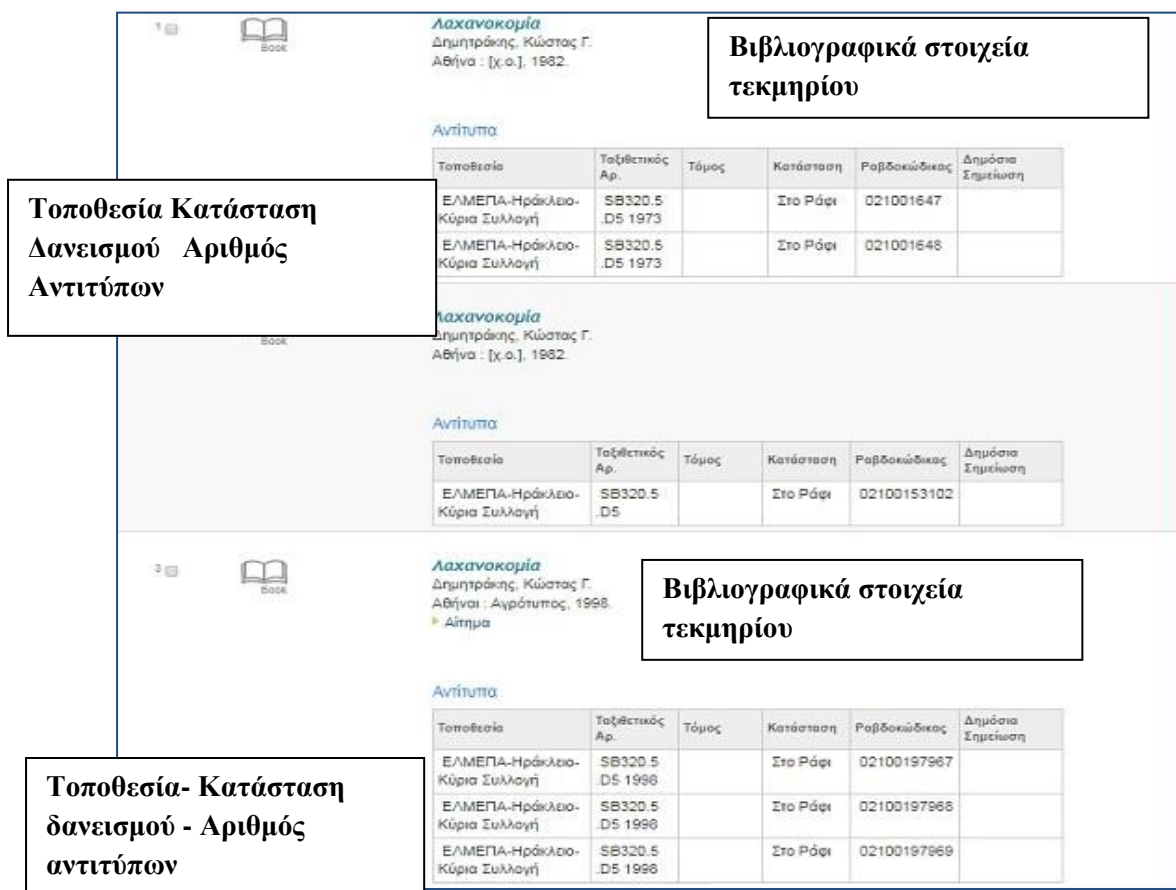 1
Book
Λαχανοκομία
Δημητράκης, Κώστας Γ.
Αθήνα : [χ.ο.], 1982.
Βιβλιογραφικά στοιχεία
τεκμηρίου
Αντίτυπα
Τοποθεσία Ταξιθετικός Αρ. Τόμος Κατάσταση Ραβδοκώδικας Δημόσια Σημείωση
ΕΛΜΕΠΑ-Ηράκλειο- SB320.5 Στο Ράφι 021001647
Κύρια Συλλογή .D5 1973
ΕΛΜΕΠΑ-Ηράκλειο- SB320.5 Στο Ράφι 021001648
Κύρια Συλλογή .D5 1973
Τοποθεσία Κατάσταση
Δανεισμού Αριθμός
Αντιτύπων
Book
Λαχανοκομία
Δημητράκης, Κώστας Γ.
Αθήνα : [χ.ο.], 1982.
Αντίτυπα
Τοποθεσία Ταξιθετικός Αρ. Τόμος Κατάσταση Ραβδοκώδικας Δημόσια Σημείωση
ΕΛΜΕΠΑ-Ηράκλειο- SB320.5 Στο Ράφι 02100153102
Κύρια Συλλογή .D5
3
Book
Λαχανοκομία
Δημητράκης, Κώστας Γ.
Αθήναι : Αγρότυπος, 1998.
Αίτημα
Βιβλιογραφικά στοιχεία
τεκμηρίου
Αντίτυπα
Τοποθεσία Ταξιθετικός Αρ. Τόμος Κατάσταση Ραβδοκώδικας Δημόσια Σημείωση
ΕΛΜΕΠΑ-Ηράκλειο- SB320.5 Στο Ράφι 02100197967
Κύρια Συλλογή .D5 1998
ΕΛΜΕΠΑ-Ηράκλειο- SB320.5 Στο Ράφι 02100197968
Κύρια Συλλογή .D5 1998
ΕΛΜΕΠΑ-Ηράκλειο- SB320.5 Στο Ράφι 02100197969
Κύρια Συλλογή .D5 1998
Τοποθεσία- Κατάσταση
δανεισμού - Αριθμός
αντιτύπων